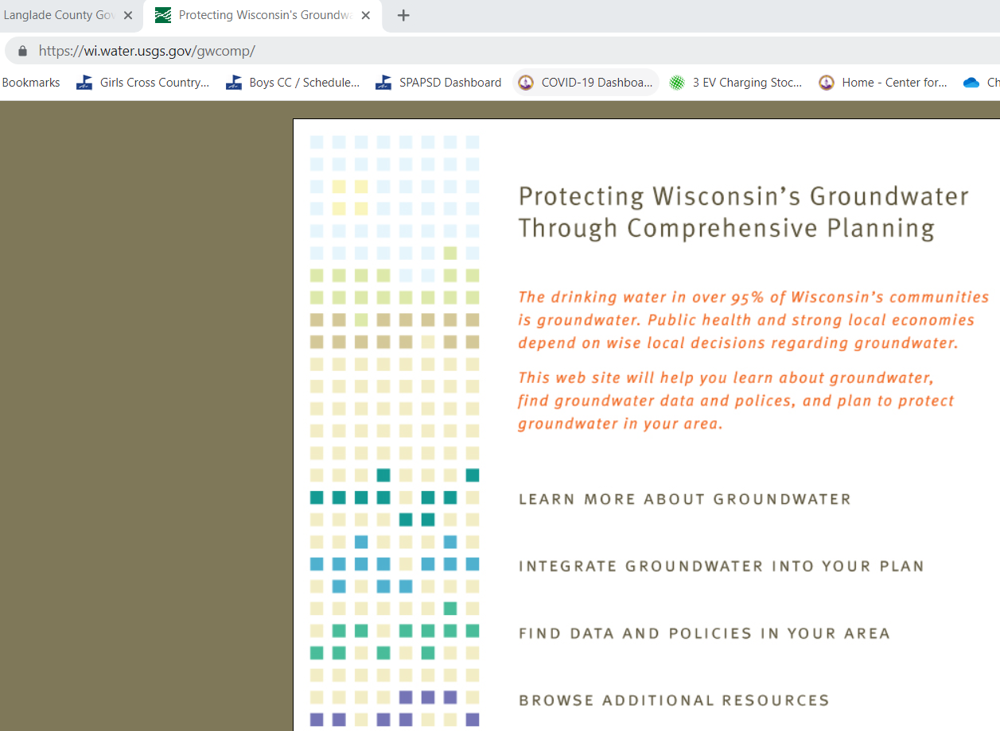 Langlade County Gov
Protecting Wisconsin's Groundwa
https://wi.water.usgs.gov/gwcomp/
Bookmarks
Girls Cross Country...
Boys CC / Schedule...
SPAPSD Dashboard
COVID-19 Dashboa...
3 EV Charging Stoc...
Home - Center for...
Ch
Protecting Wisconsin's Groundwater
Through Comprehensive Planning
The drinking water in over 95% of Wisconsin's communities
is groundwater. Public health and strong local economies
depend on wise local decisions regarding groundwater.
This web site will help you learn about groundwater,
find groundwater data and polices, and plan to protect
groundwater in your area.
LEARN MORE ABOUT GROUNDWATER
INTEGRATE GROUNDWATER INTO YOUR PLAN
FIND DATA AND POLICIES IN YOUR AREA
BROWSE ADDITIONAL RESOURCES